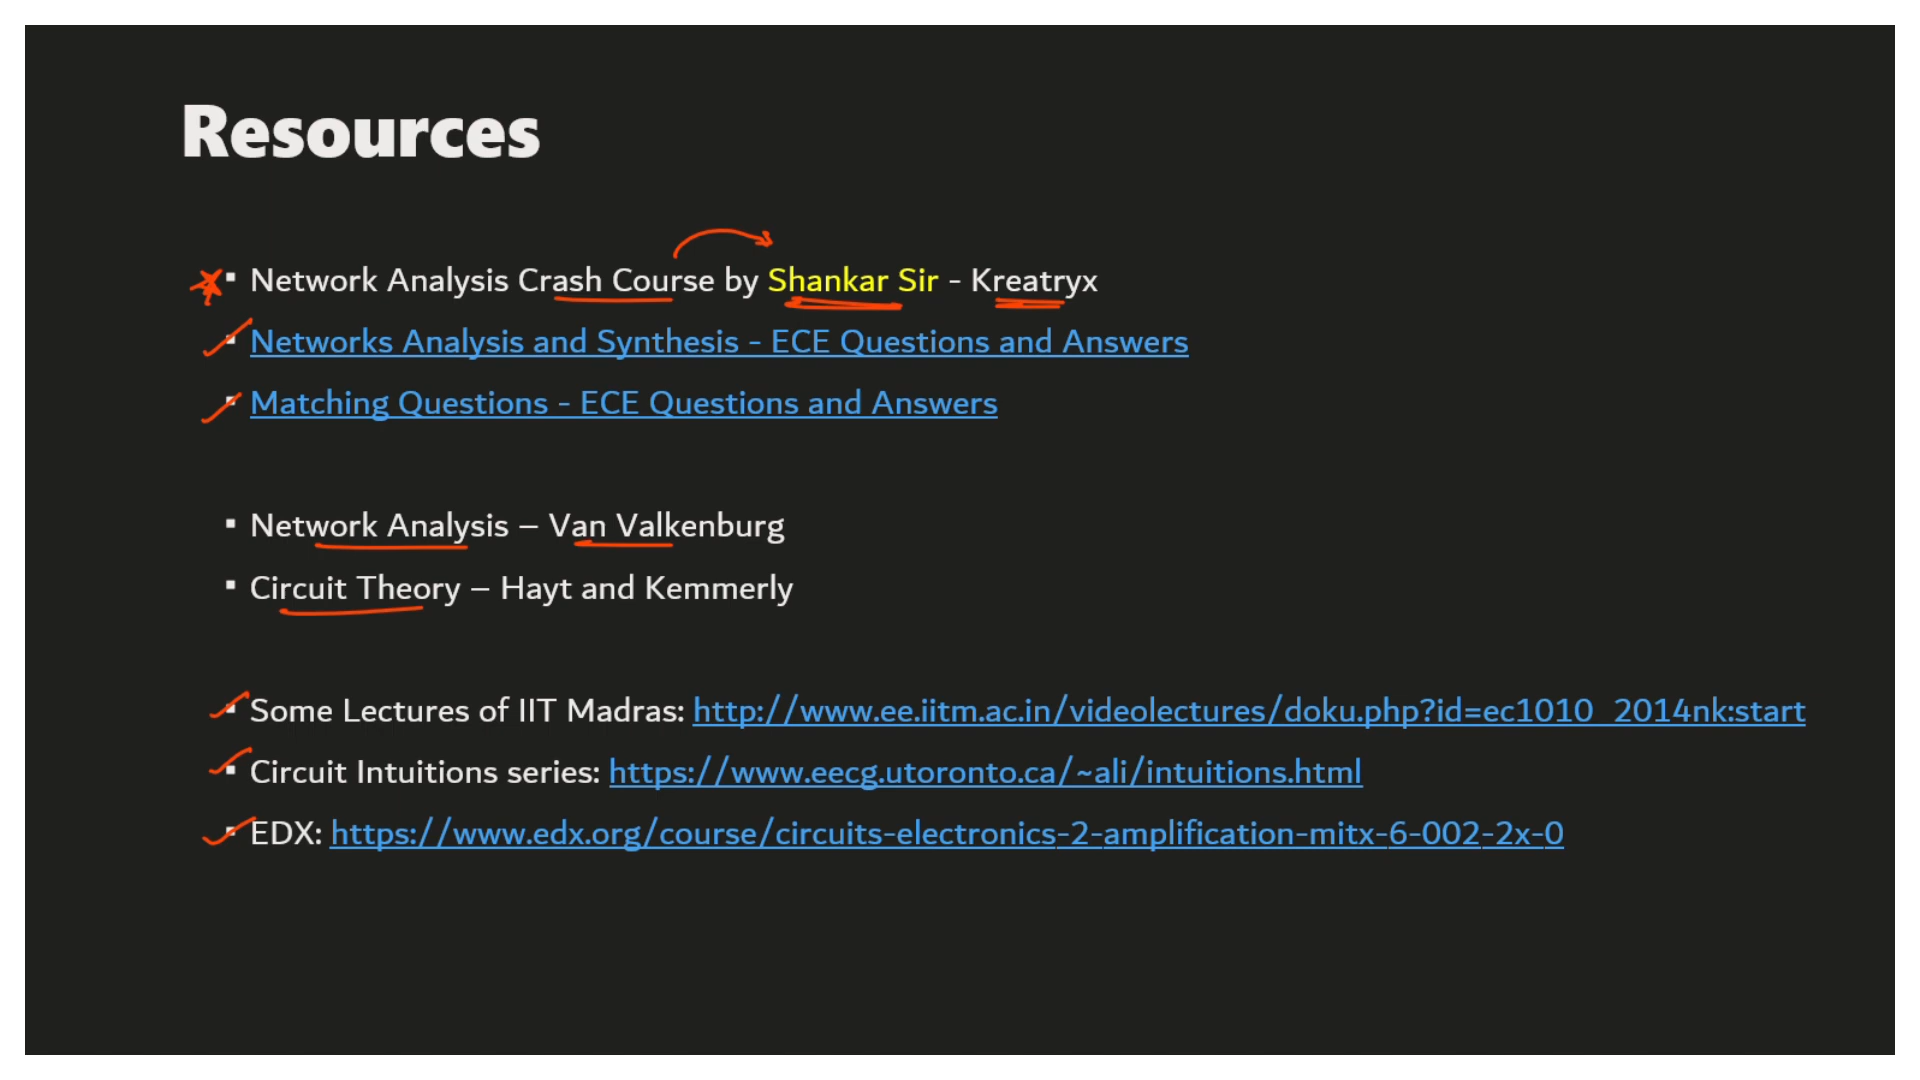 Resources
Network Analysis Crash Course by Shankar Sir - Kreatryx
Networks Analysis and Synthesis - ECE Questions and Answers
Matching Questions - ECE Questions and Answers
Network Analysis – Van Valkenburg
Circuit Theory – Hayt and Kemmerly
Some Lectures of IIT Madras: http://www.ee.iitm.ac.in/videolectures/doku.php?id=ec1010_2014nk:start
Circuit Intuitions series: https://www.eecg.utoronto.ca/~ali/intuitions.html
EDX: https://www.edx.org/course/circuits-electronics-2-amplification-mitx-6-002-2x-0